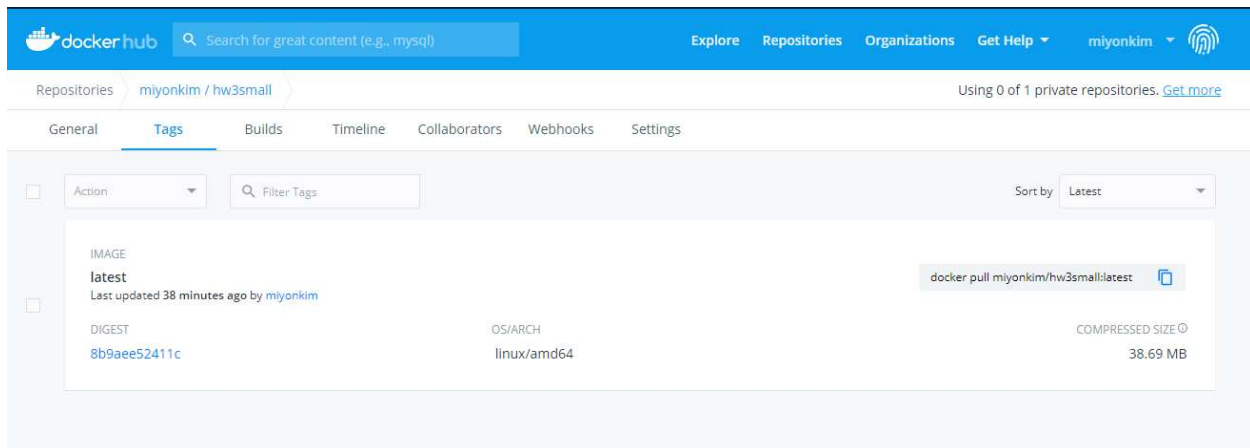 docker hub Search for great content (e.g., mysql) Explore Repositories Organizations Get Help miyonkim
Repositories miyonkim / hw3small Using 0 of 1 private repositories. Get more
General Tags Builds Timeline Collaborators Webhooks Settings
Action Filter Tags Sort by Latest
IMAGE
latest docker pull miyonkim/hw3small:latest
Last updated 38 minutes ago by miyonkim
DIGEST OS/ARCH COMPRESSED SIZE
8b9aee52411c linux/amd64 38.69 MB